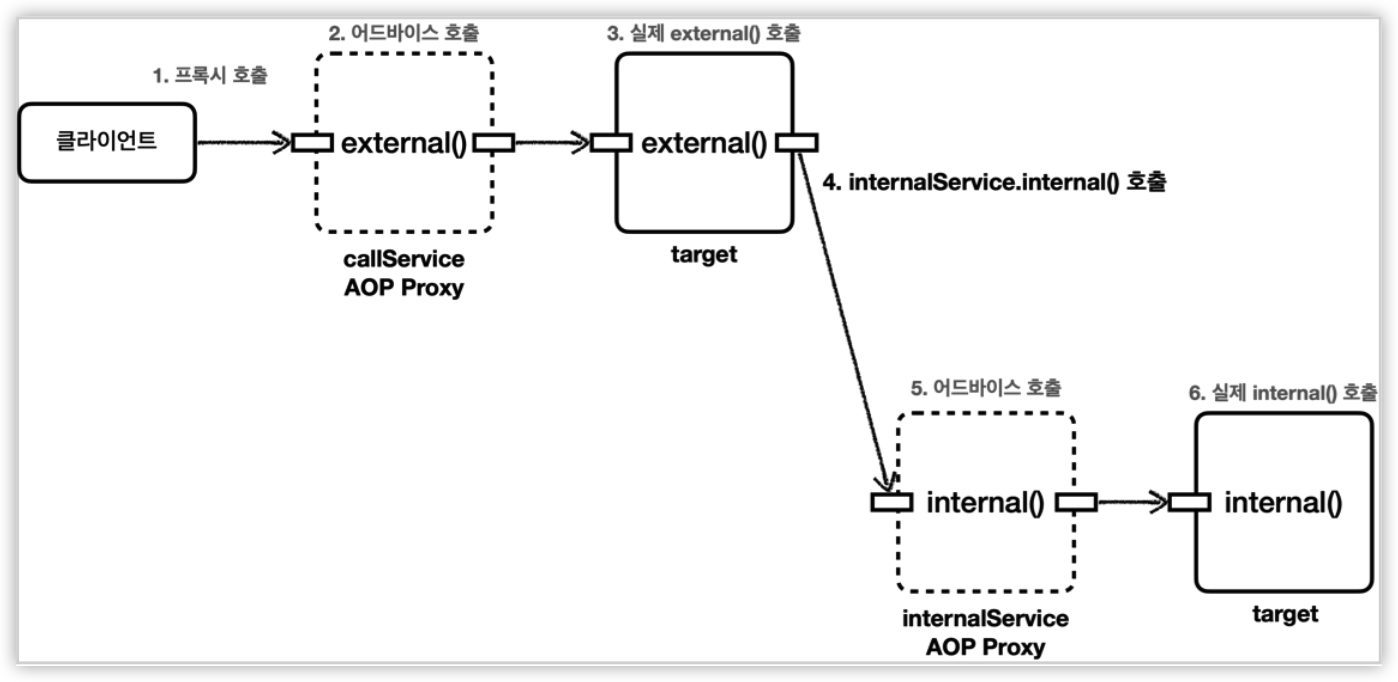 2. 어드바이스 호출
3. 실제 external() 호출
1. 프록시 호출
클라이언트
external()
external()
4. internalService.internal() 호출
callService
AOP Proxy
target
5. 어드바이스 호출
6. 실제 internal() 호출
internal()
internal()
internalService
AOP Proxy
target